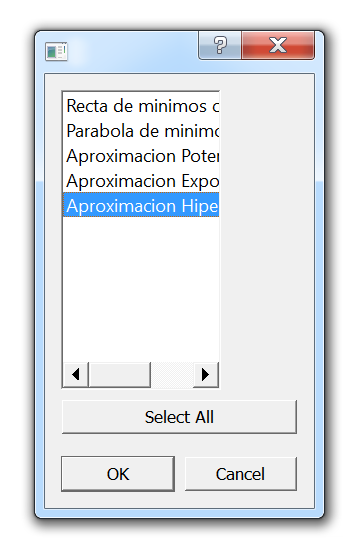 Recta de minimos c
Parabola de minimo
Aproximacion Poter
Aproximacion Expo
Aproximacion Hipe
Select All
OK
Cancel